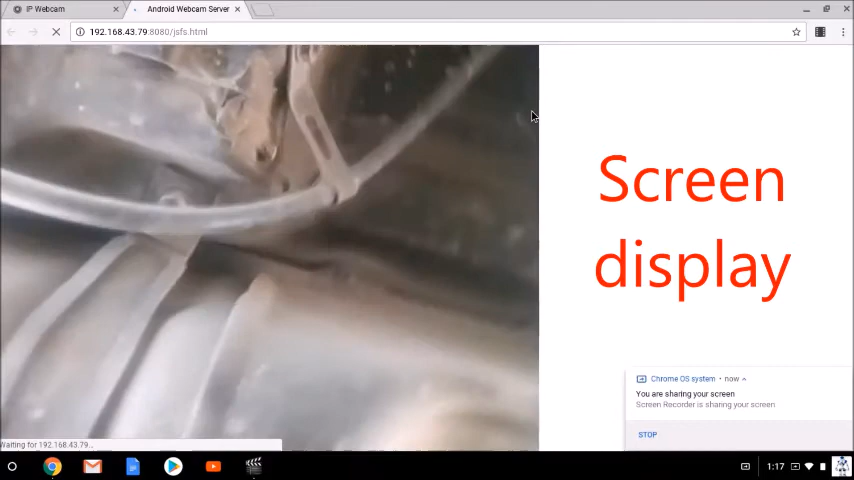 IP Webcam
Android Webcam Server
192.168.43.79:8080/jsfs.html
Screen
display
Chrome OS system • now
You are sharing your screen
Screen Recorder is sharing your screen
STOP
Waiting for 192.168.43.79...
1:17